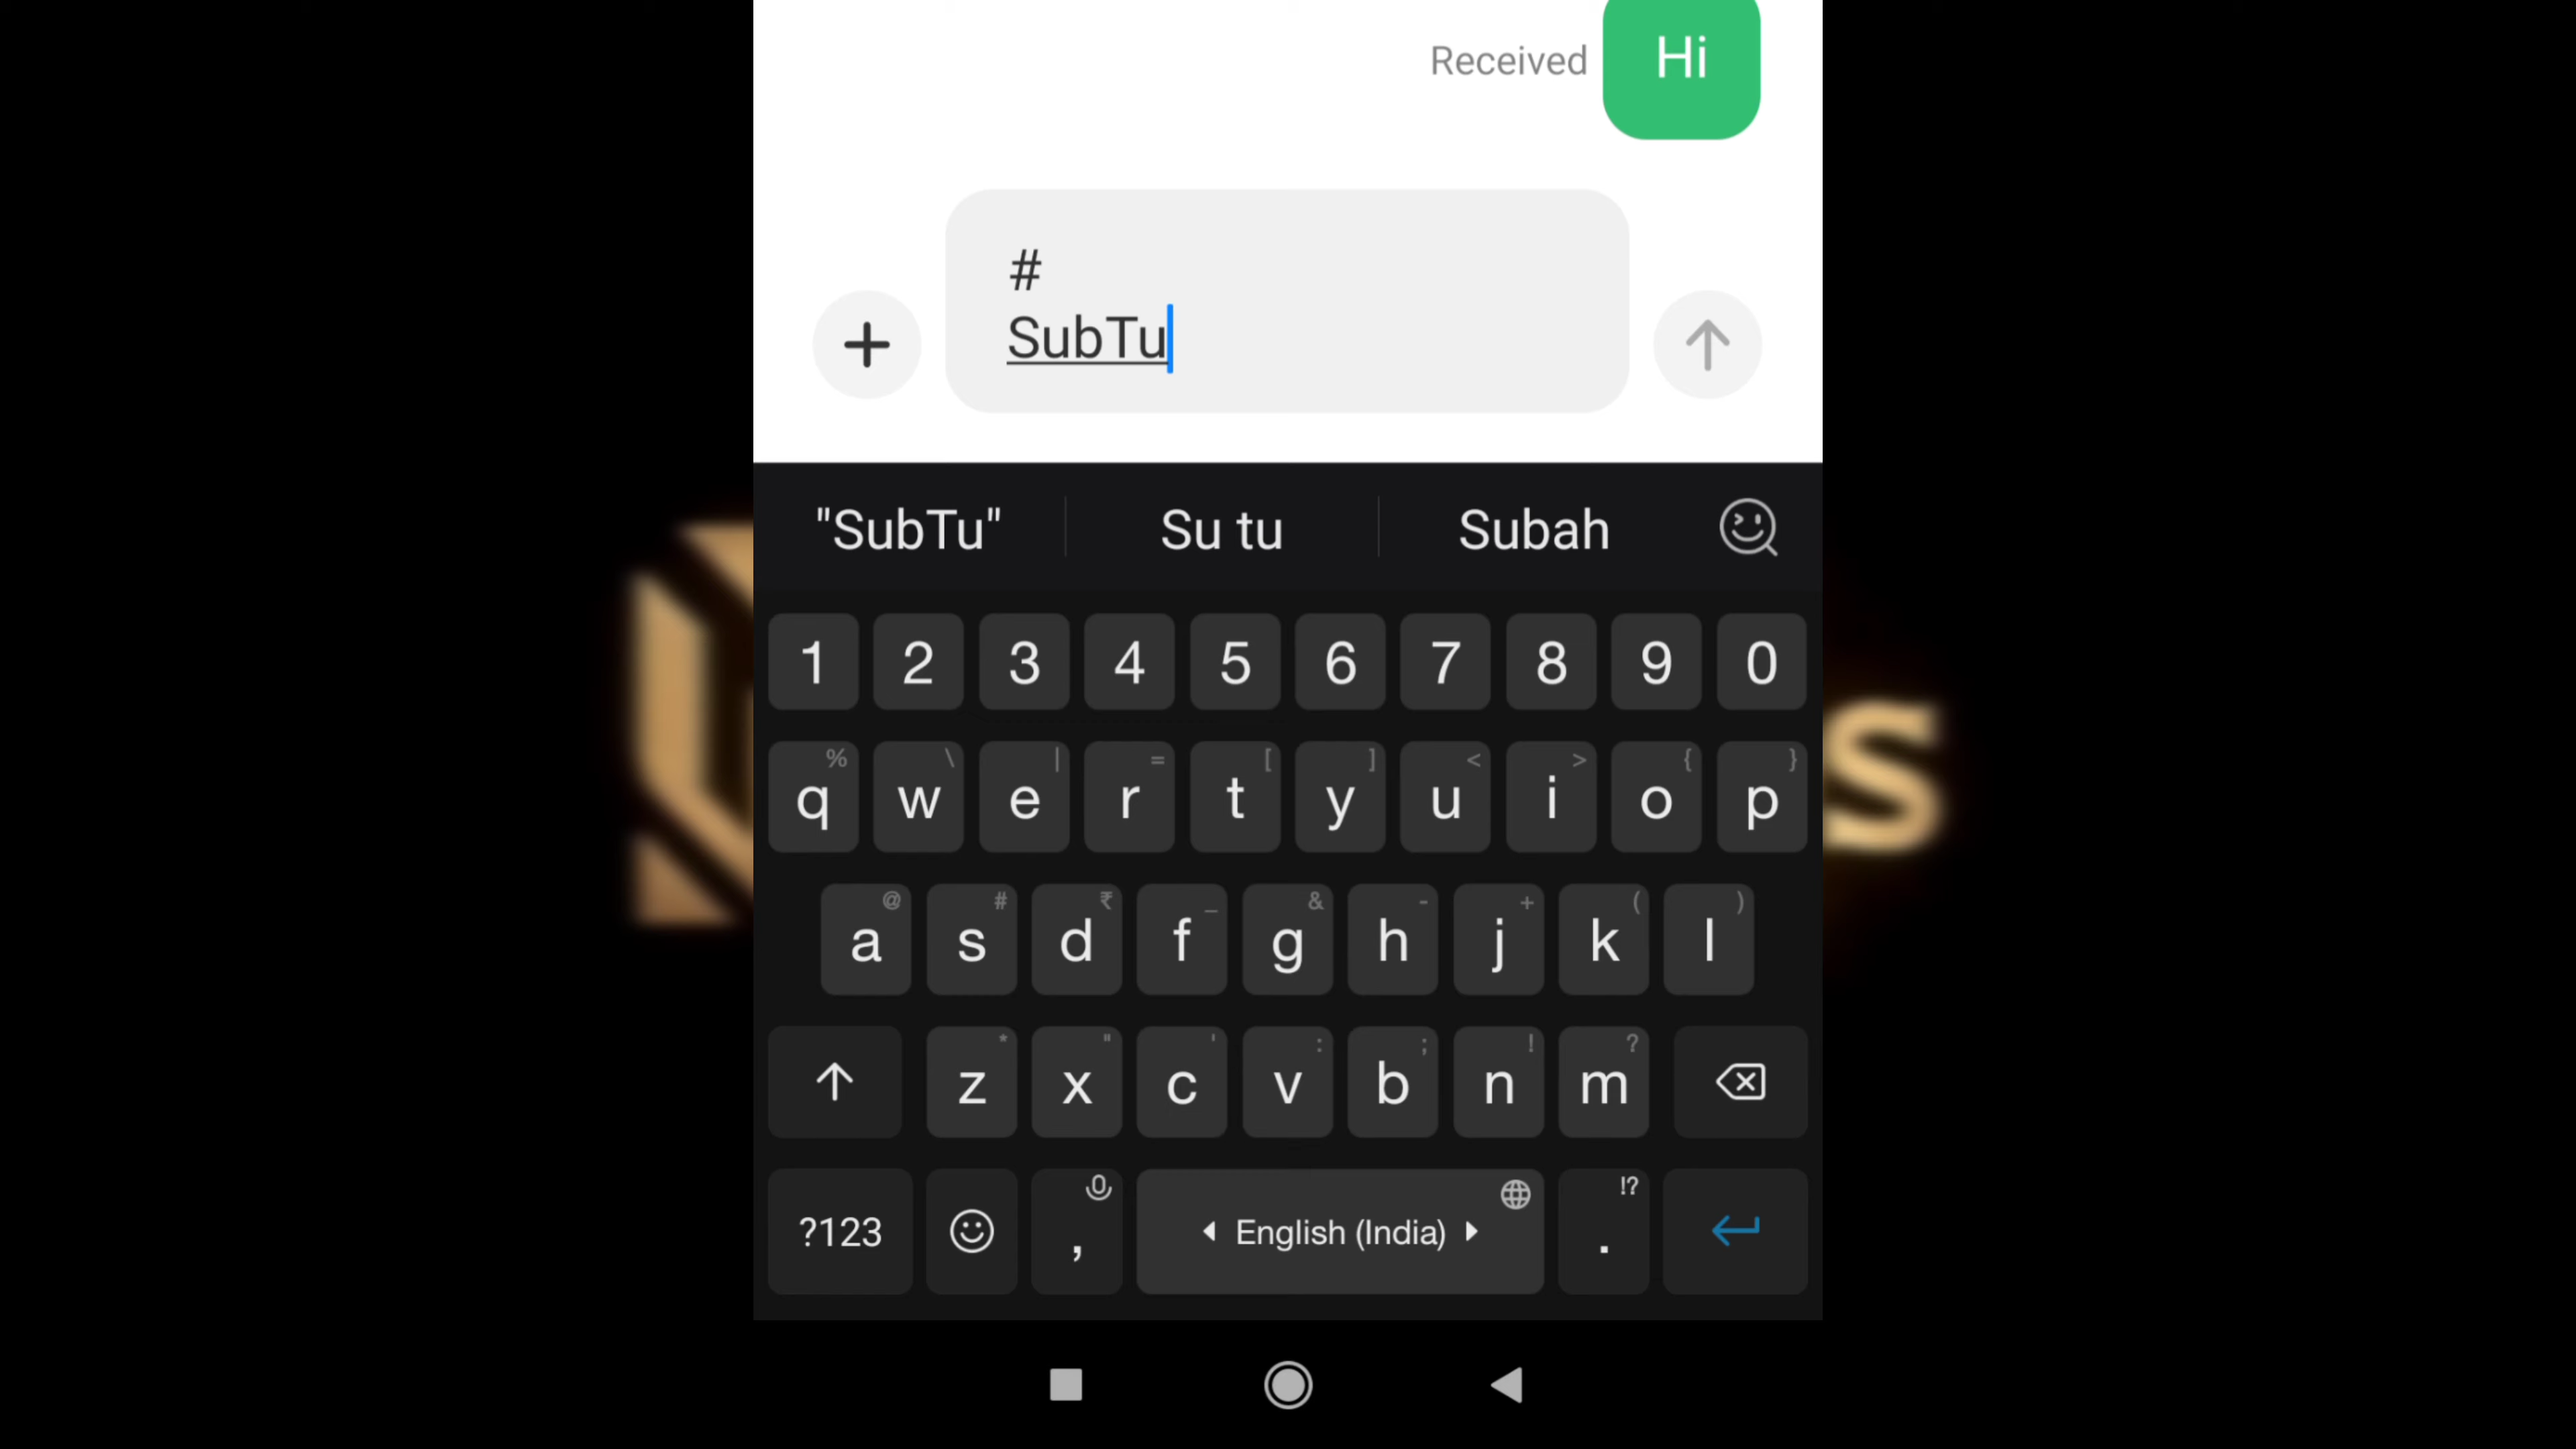 Received Hi
#
SubTu
"SubTu" Su tu Subah
1 2 3 4 5 6 7 8 9 0
% \ | = [ ] < > { }
q w e r t y u i o p
@ # ₹ _ & - + ( )
a s d f g h j k l
* " ' : ; ! ?
z x c v b n m
!?
?123 , English (India) .
s